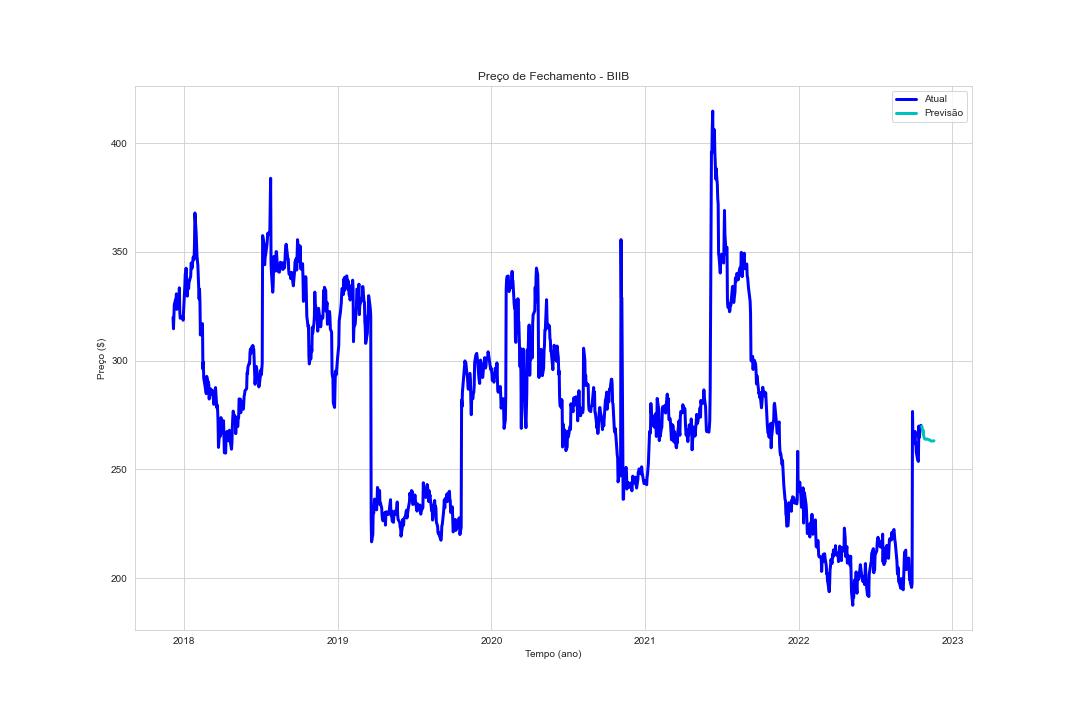 Preço de Fechamento - BIIB
Atual
Previsão
400
350
300
250
200
Preço ($)
2018
2019
2020
2021
2022
2023
Tempo (ano)